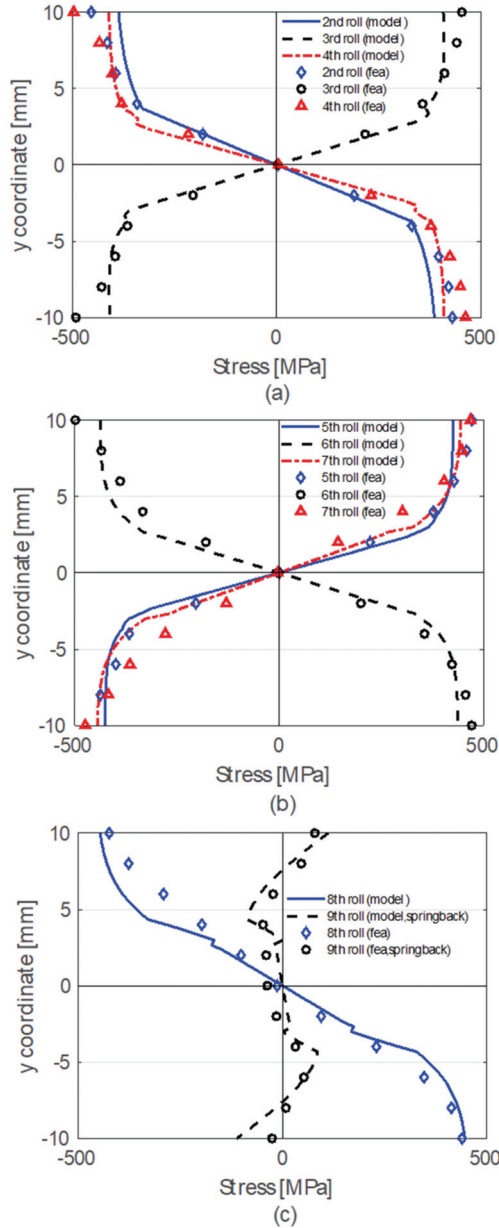 10
5
0
-5
-10
y coordinate [mm]
2nd roll (model)
3rd roll (model)
4th roll (model)
2nd roll (fea)
3rd roll (fea)
4th roll (fea)
-500
0
500
Stress [MPa]
(a)
10
5
0
-5
-10
y coordinate [mm]
5th roll (model)
6th roll (model)
7th roll (model)
5th roll (fea)
6th roll (fea)
7th roll (fea)
-500
0
500
Stress [MPa]
(b)
10
5
0
-5
-10
y coordinate [mm]
8th roll (model)
9th roll (model,springback)
8th roll (fea)
9th roll (fea,springback)
-500
0
500
Stress [MPa]
(c)